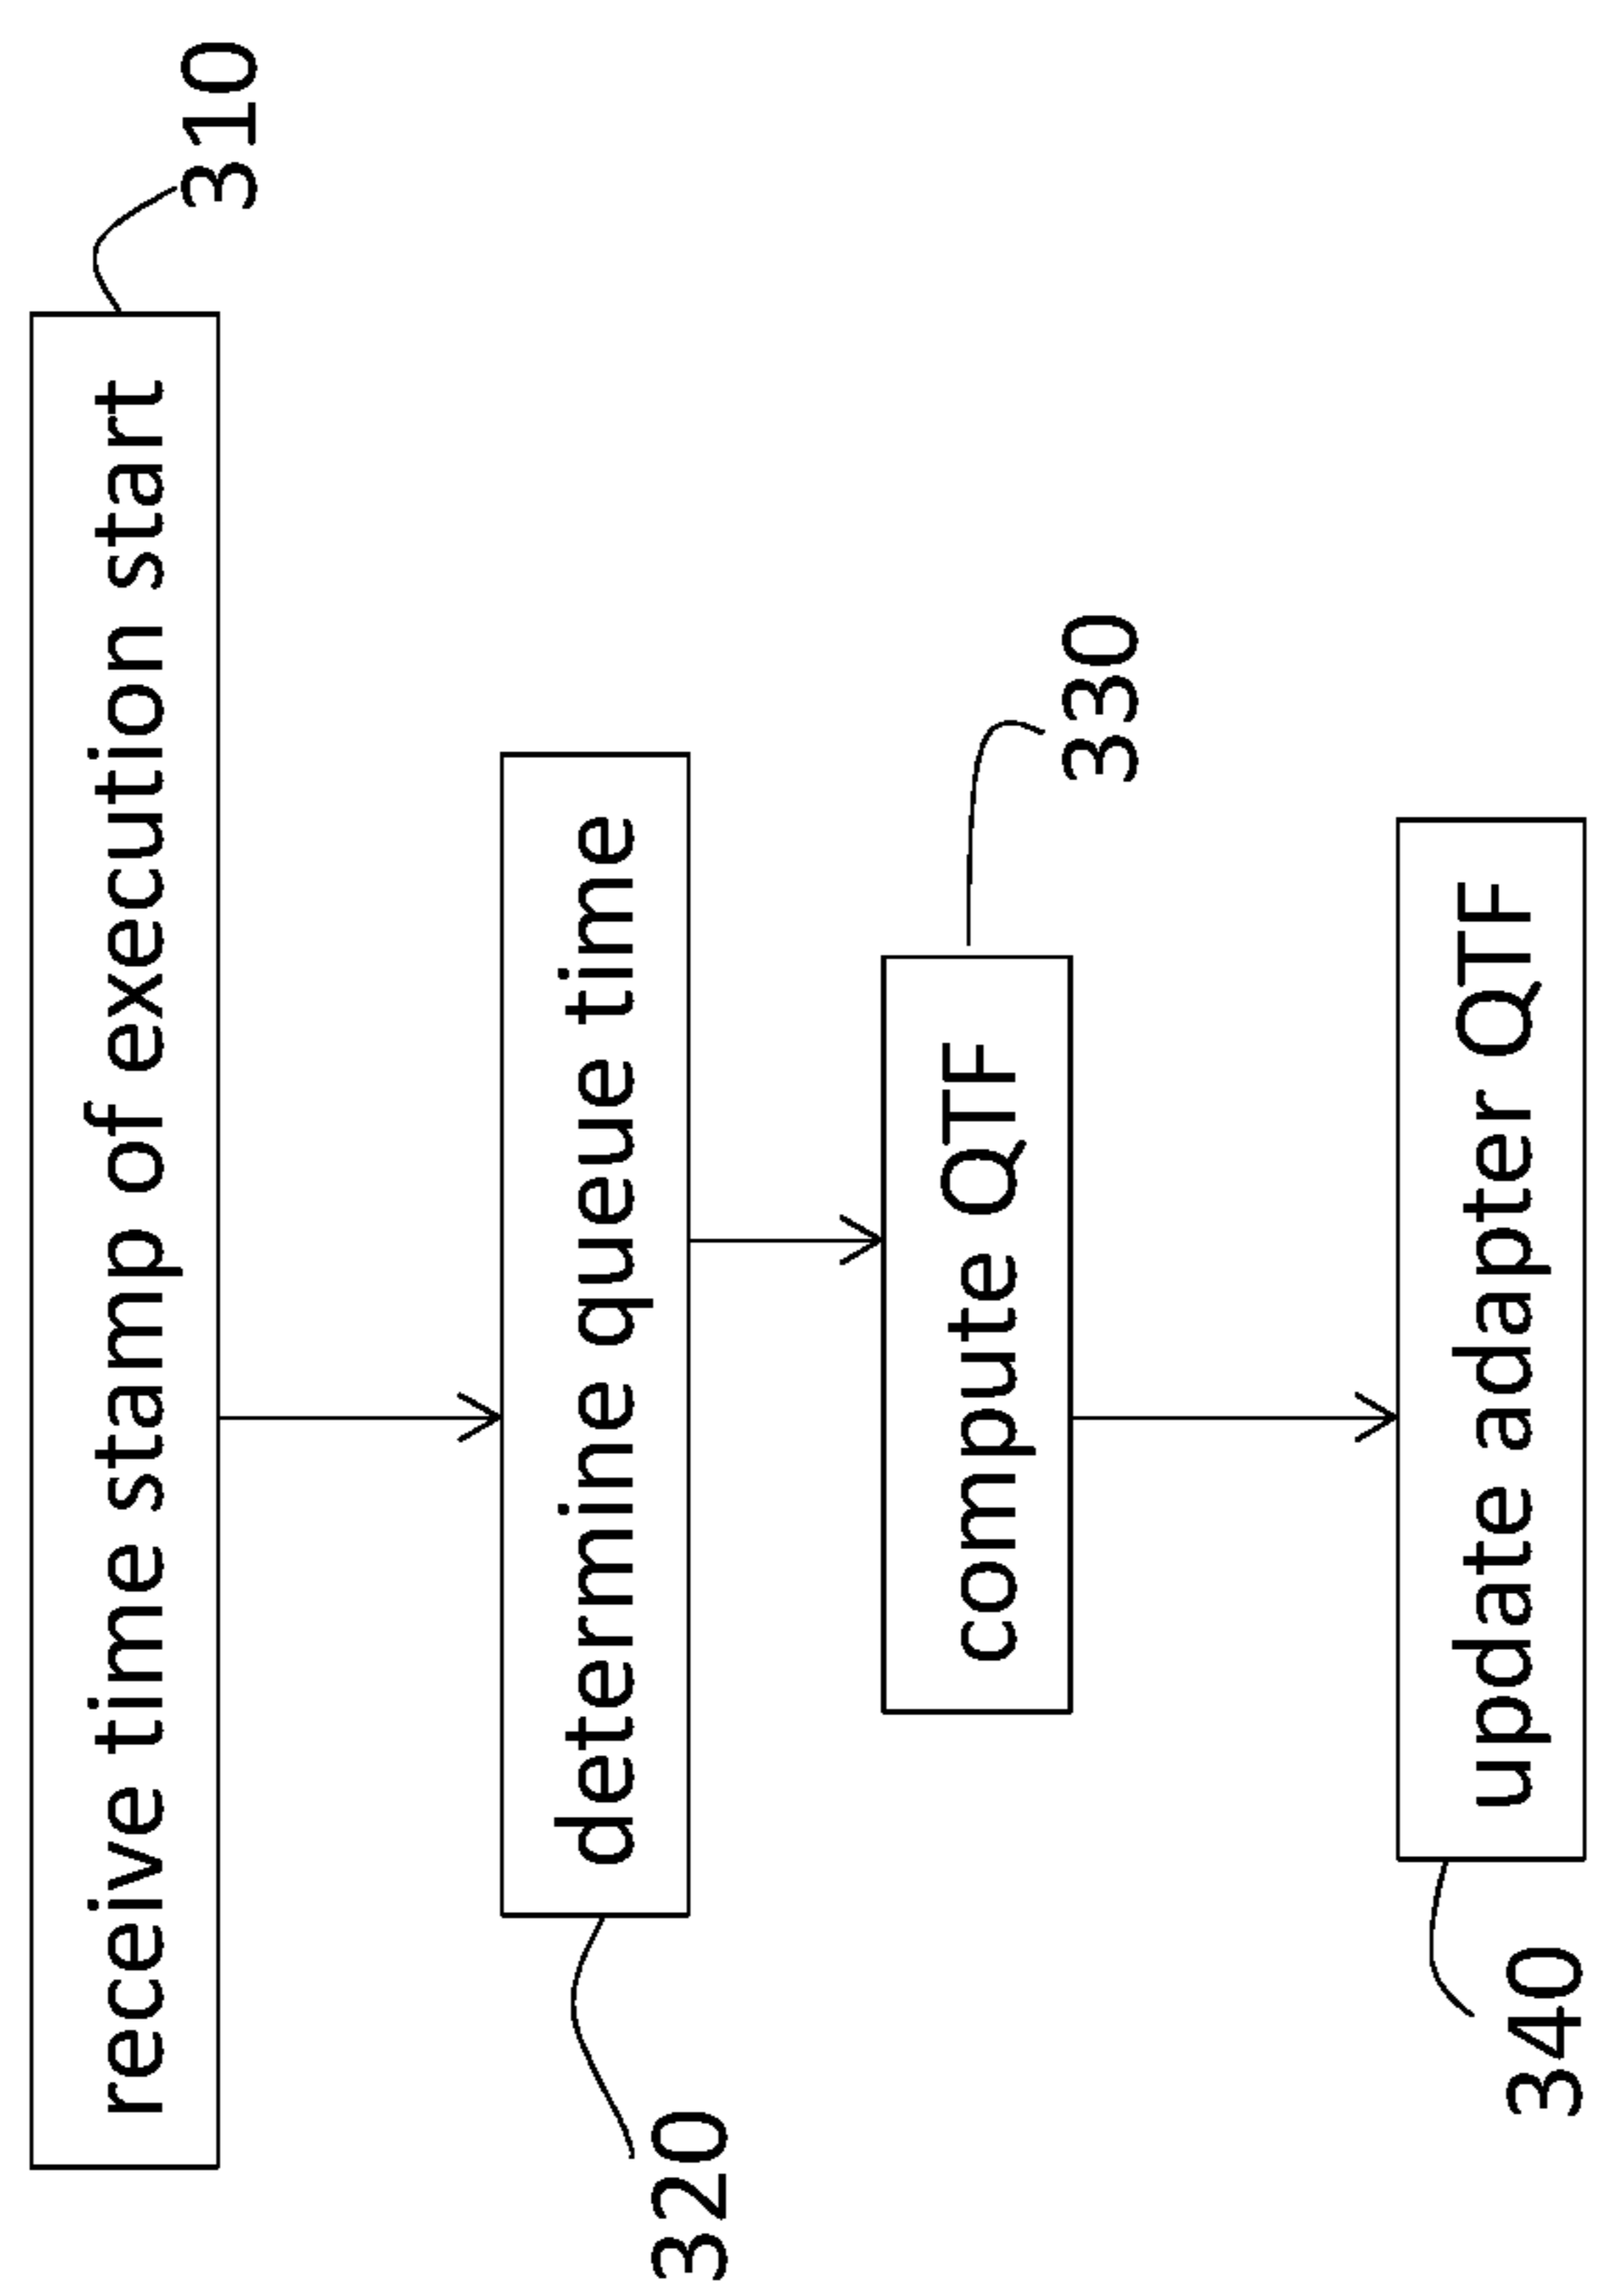 receive time stamp of execution start
310
determine queue time
320
compute QTF
330
update adapter QTF
340